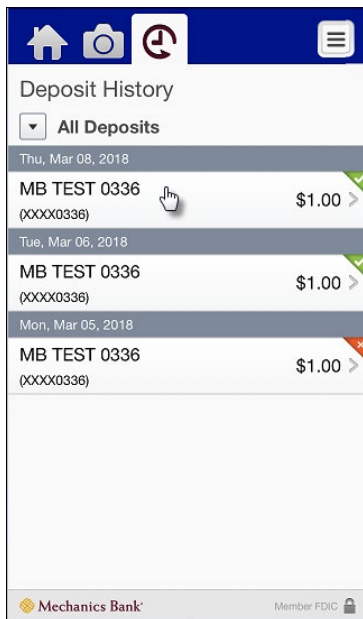 Deposit History
All Deposits
Thu, Mar 08, 2018
MB TEST 0336
$1.00
(XXXX0336)
Tue, Mar 06, 2018
MB TEST 0336
$1.00
(XXXX0336)
Mon, Mar 05, 2018
MB TEST 0336
$1.00
(XXXX0336)
Mechanics Bank
Member FDIC